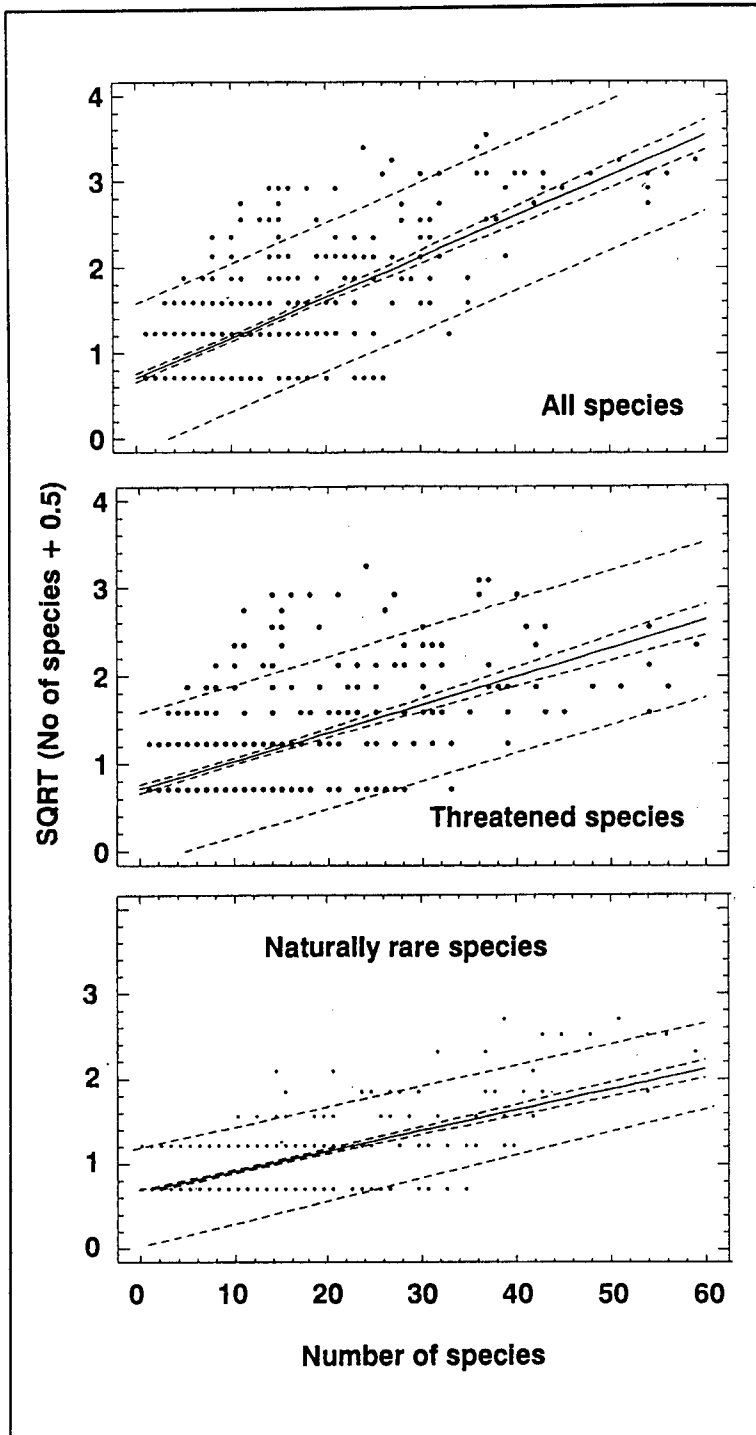 4
3
2
1
0
All species
4
3
2
1
0
Threatened species
SQRT (No of species + 0.5)
Naturally rare species
3
2
1
0
0 10 20 30 40 50 60
Number of species